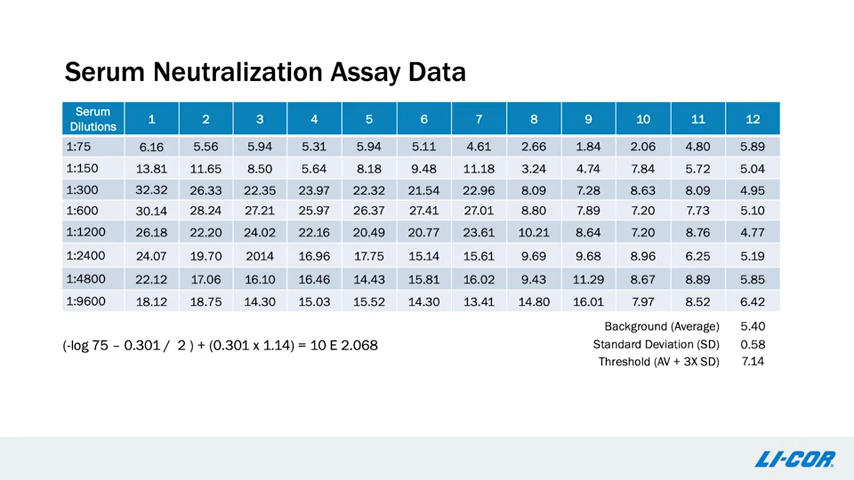 Serum Neutralization Assay Data
Serum Dilutions 1 2 3 4 5 6 7 8 9 10 11 12
1:75 6.16 5.56 5.94 5.31 5.94 5.11 4.61 2.66 1.84 2.06 4.80 5.89
1:150 13.81 11.65 8.50 5.64 8.18 9.48 11.18 3.24 4.74 7.84 5.72 5.04
1:300 32.32 26.33 22.35 23.97 22.32 21.54 22.96 8.09 7.28 8.63 8.09 4.95
1:600 30.14 28.24 27.21 25.97 26.37 27.41 27.01 8.80 7.89 7.20 7.73 5.10
1:1200 26.18 22.20 24.02 22.16 20.49 20.77 23.61 10.21 8.64 7.20 8.76 4.77
1:2400 24.07 19.70 2014 16.96 17.75 15.14 15.61 9.69 9.68 8.96 6.25 5.19
1:4800 22.12 17.06 16.10 16.46 14.43 15.81 16.02 9.43 11.29 8.67 8.89 5.85
1:9600 18.12 18.75 14.30 15.03 15.52 14.30 13.41 14.80 16.01 7.97 8.52 6.42
Background (Average) 5.40
Standard Deviation (SD) 0.58
Threshold (AV + 3X SD) 7.14
(-log 75 – 0.301 / 2 ) + (0.301 x 1.14) = 10 E 2.068
LI-COR®